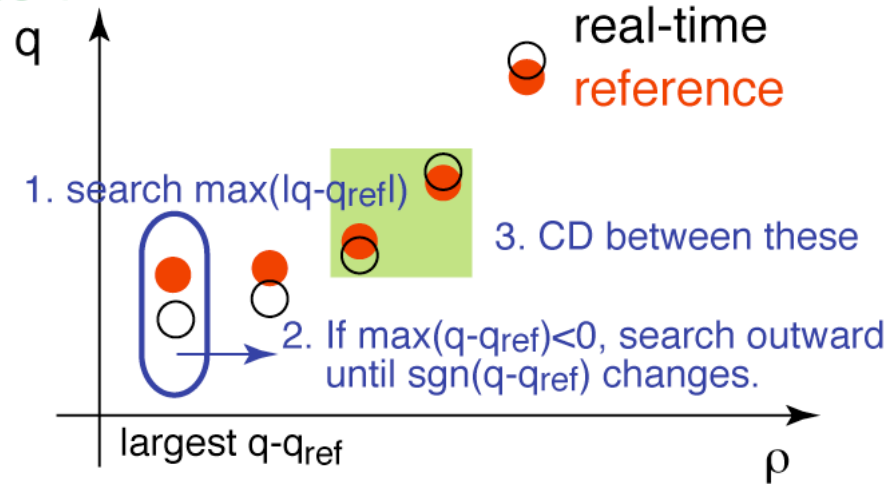 q
real-time
reference
1. search max(|q-qref|)
3. CD between these
2. If max(q-qref)<0, search outward
until sgn(q-qref) changes.
largest q-qref
ρ